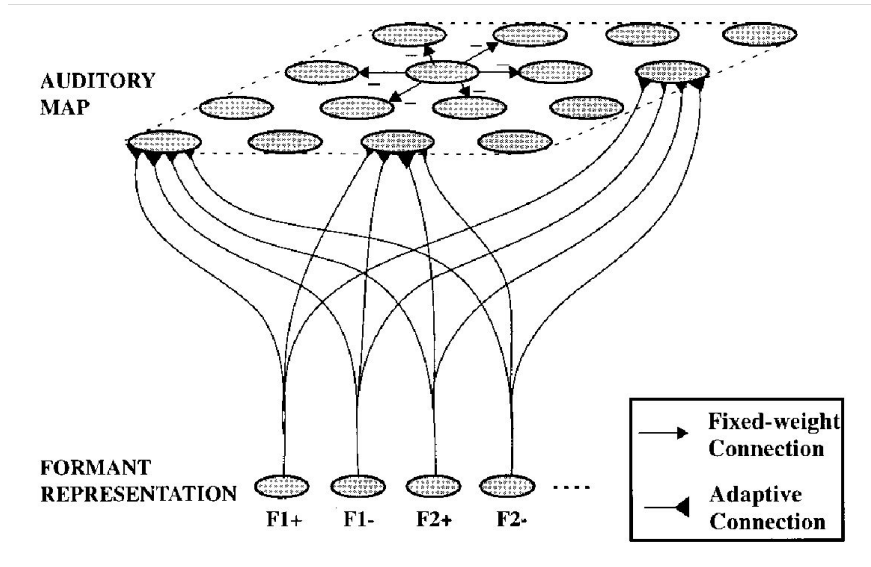 AUDITORY
MAP
– – – – – –
FORMANT
REPRESENTATION
F1+ F1- F2+ F2- ....
Fixed-weight
Connection
Adaptive
Connection